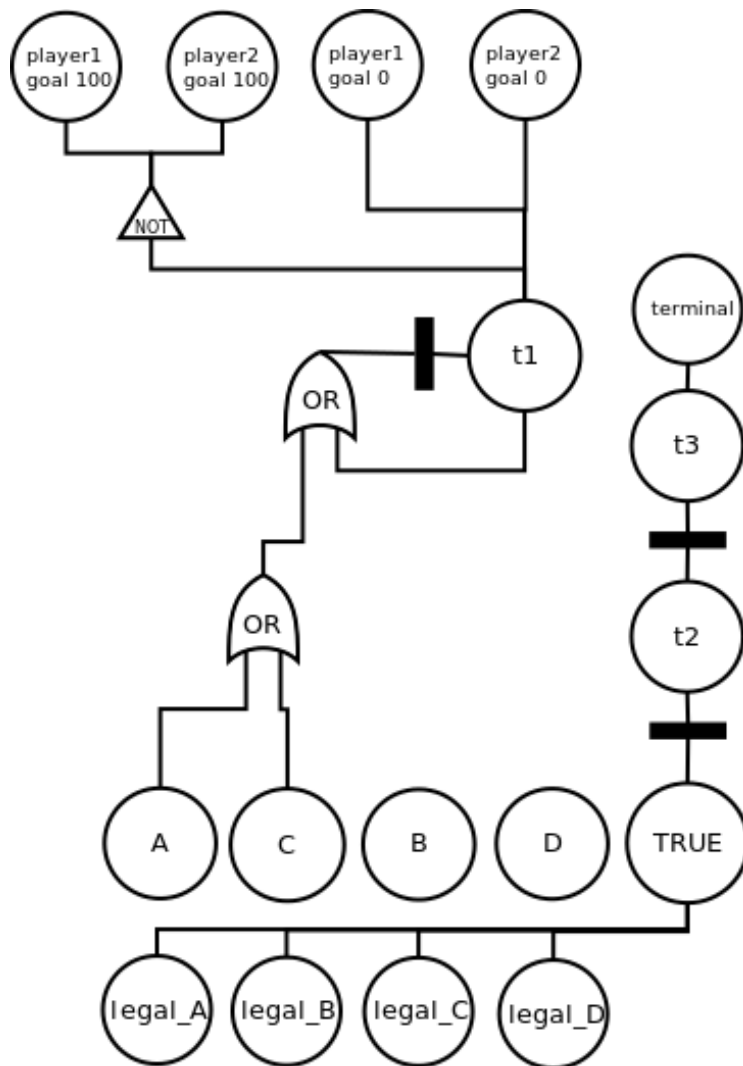 player1
goal 100
player2
goal 100
player1
goal 0
player2
goal 0
NOT
terminal
t1
OR
t3
OR
t2
A
C
B
D
TRUE
legal_A
legal_B
legal_C
legal_D